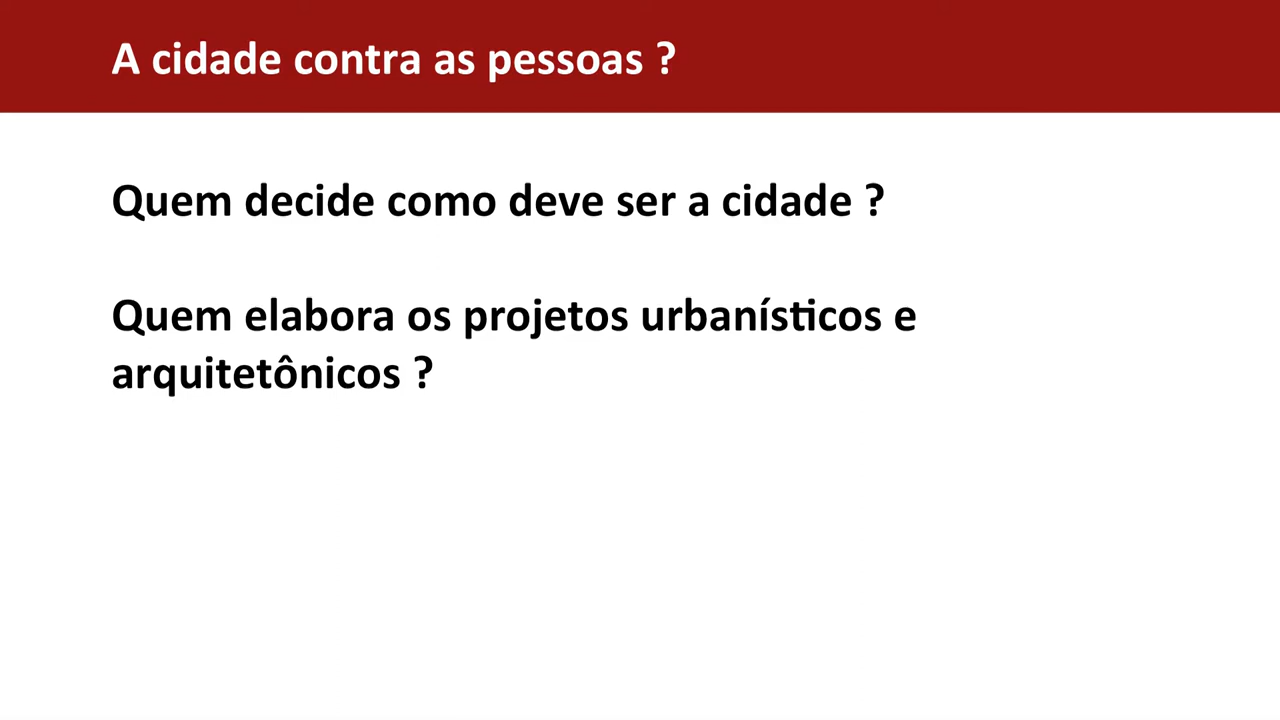 A cidade contra as pessoas ?
Quem decide como deve ser a cidade ?
Quem elabora os projetos urbanísticos e
arquitetônicos ?